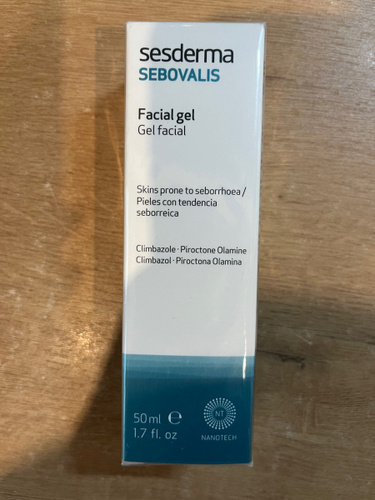 sesderma
SEBOVALIS
Facial gel
Gel facial
Skins prone to seborrhoea /
Pieles con tendencia
seborreica
Climbazole · Piroctone Olamine
Climbazol · Piroctona Olamina
50 ml ℮
1.7 fl. oz
NT
NANOTECH